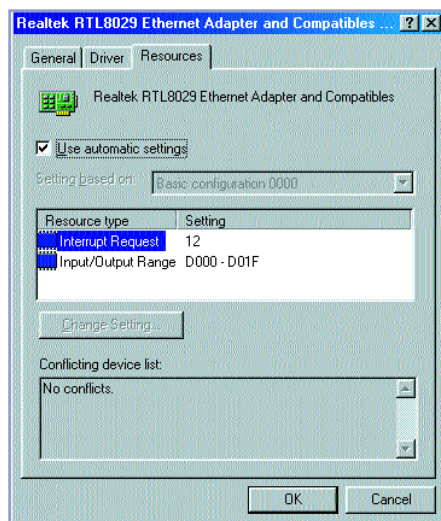 Realtek RTL8029 Ethernet Adapter and Compatibles ...
General Driver Resources
Realtek RTL8029 Ethernet Adapter and Compatibles
Use automatic settings
Setting based on: Basic configuration 0000
Resource type Setting
Interrupt Request 12
Input/Output Range D000 - D01F
Change Setting...
Conflicting device list:
No conflicts.
OK Cancel